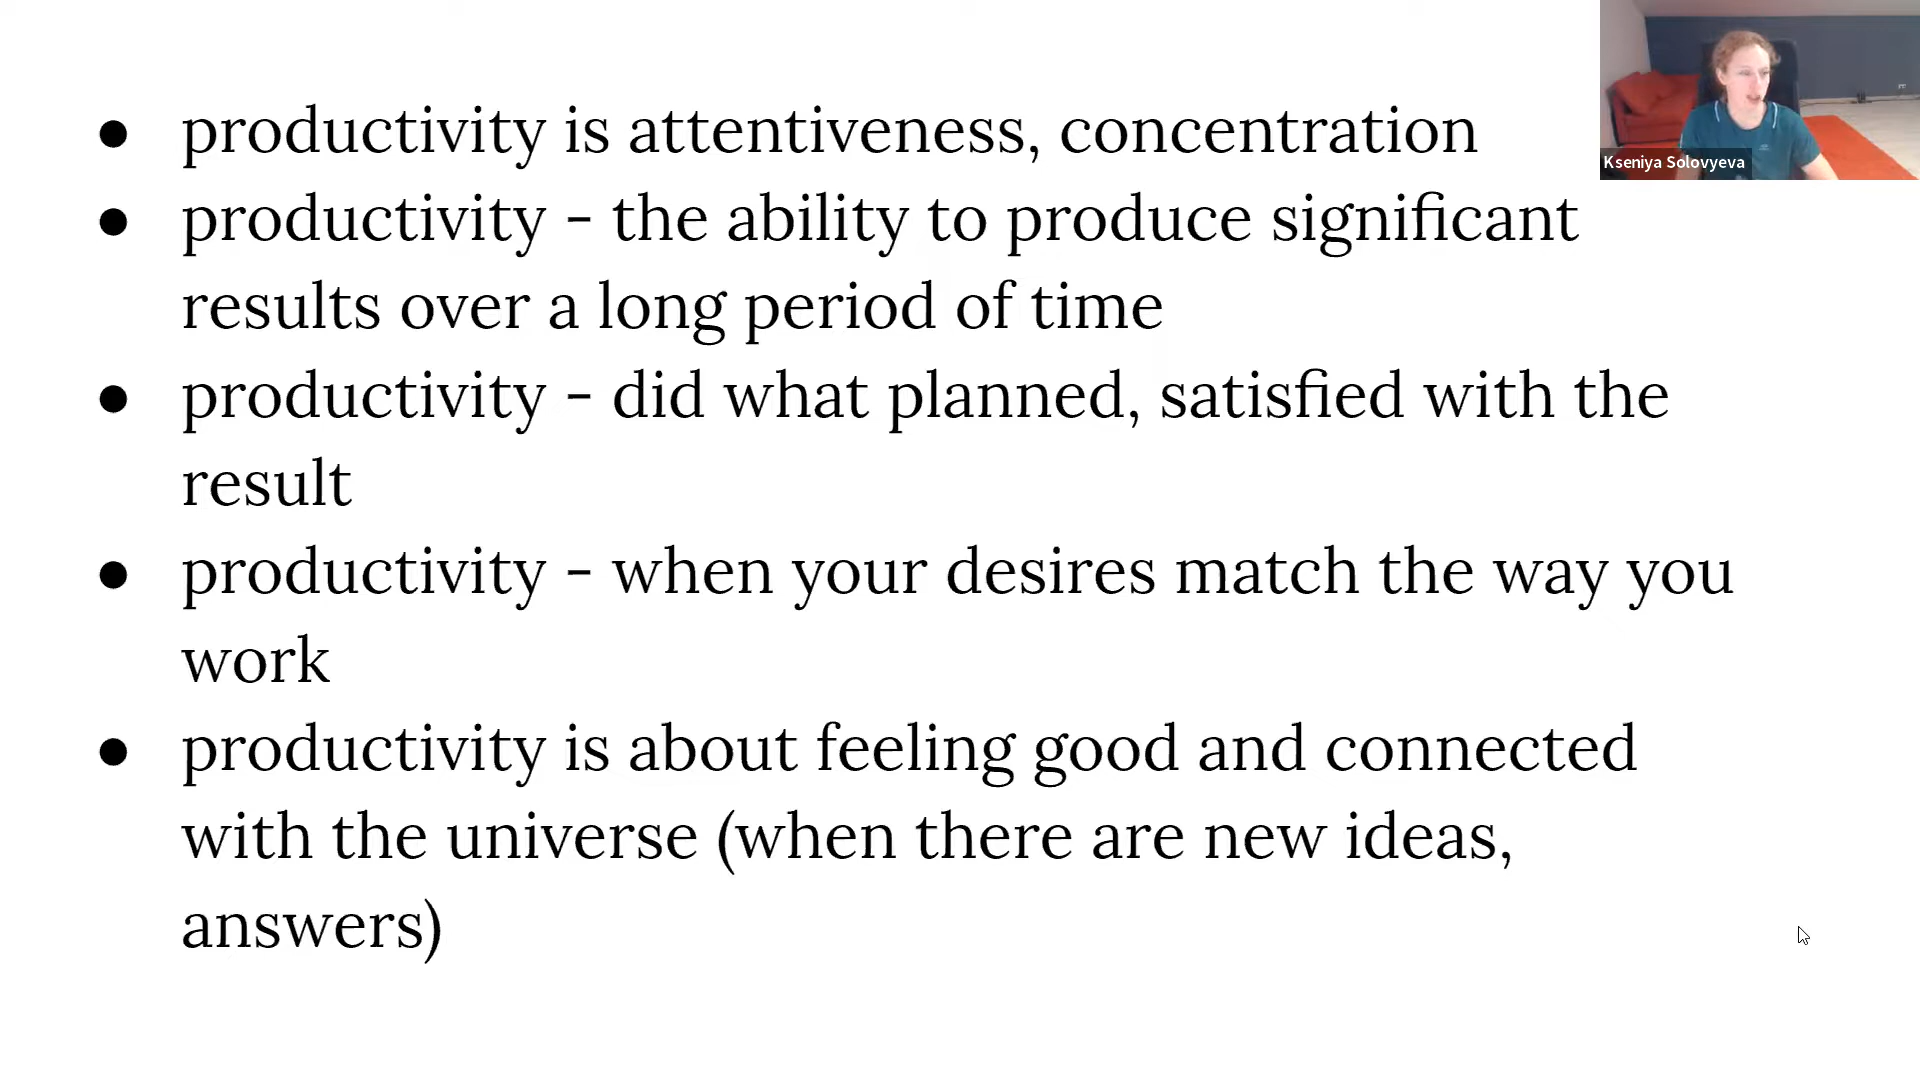 ● productivity is attentiveness, concentration
● productivity - the ability to produce significant
results over a long period of time
● productivity - did what planned, satisfied with the
result
● productivity - when your desires match the way you
work
● productivity is about feeling good and connected
with the universe (when there are new ideas,
answers)
Kseniya Solovyeva